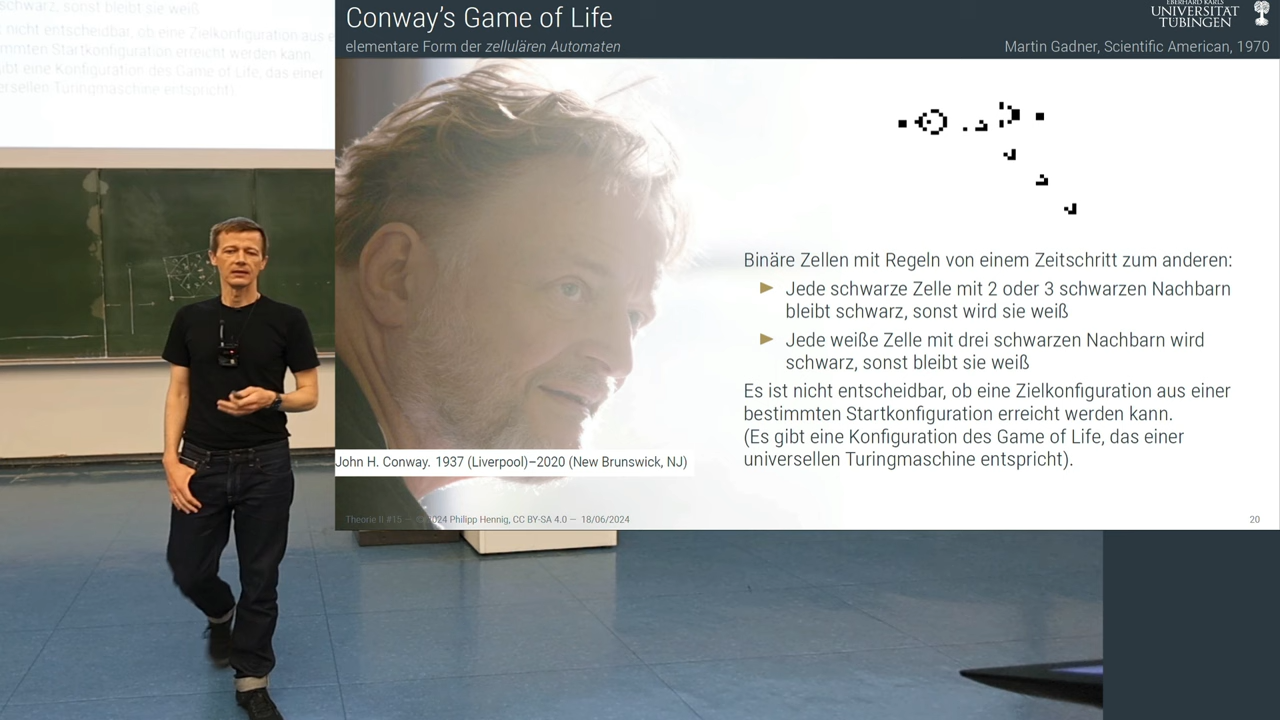 schwarz, sonst bleibt sie weiß
nicht entscheidbar, ob eine Zielkonfiguration aus e
mmten Startkonfiguration erreicht werden kann.
ibt eine Konfiguration des Game of Life, das einer
ersellen Turingmaschine entspricht)
Conway's Game of Life
elementare Form der zellulären Automaten
EBERHARD KARLS
UNIVERSITÄT
TÜBINGEN
Martin Gadner, Scientific American, 1970
Binäre Zellen mit Regeln von einem Zeitschritt zum anderen:
Jede schwarze Zelle mit 2 oder 3 schwarzen Nachbarn
bleibt schwarz, sonst wird sie weiß
Jede weiße Zelle mit drei schwarzen Nachbarn wird
schwarz, sonst bleibt sie weiß
Es ist nicht entscheidbar, ob eine Zielkonfiguration aus einer
bestimmten Startkonfiguration erreicht werden kann.
(Es gibt eine Konfiguration des Game of Life, das einer
universellen Turingmaschine entspricht).
John H. Conway. 1937 (Liverpool)–2020 (New Brunswick, NJ)
Theorie II #15 — © 2024 Philipp Hennig, CC BY-SA 4.0 — 18/06/2024
20